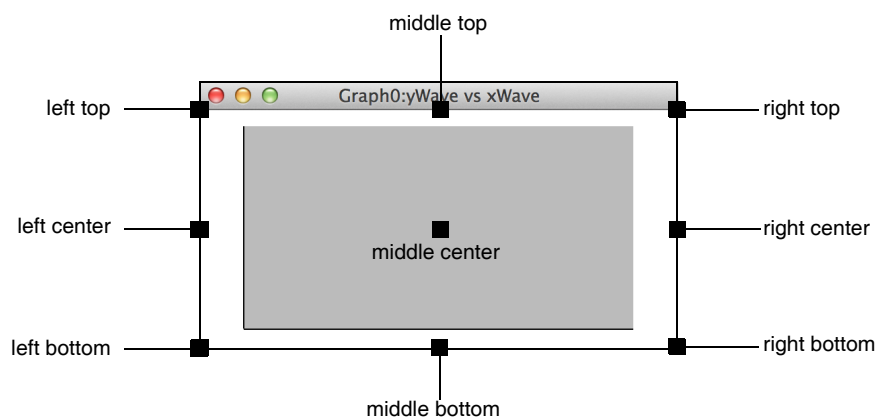 middle top
Graph0:yWave vs xWave
left top
right top
left center
right center
middle center
left bottom
right bottom
middle bottom